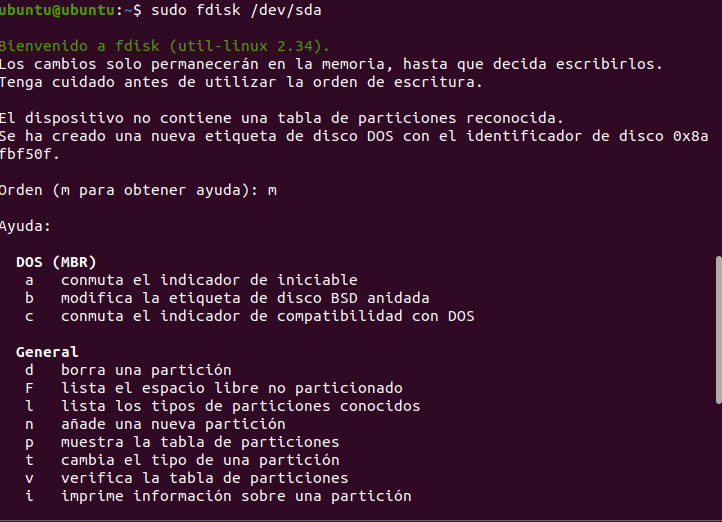 ubuntu@ubuntu:~$ sudo fdisk /dev/sda
Bienvenido a fdisk (util-linux 2.34).
Los cambios solo permanecerán en la memoria, hasta que decida escribirlos.
Tenga cuidado antes de utilizar la orden de escritura.
El dispositivo no contiene una tabla de particiones reconocida.
Se ha creado una nueva etiqueta de disco DOS con el identificador de disco 0x8a
fbf50f.
Orden (m para obtener ayuda): m
Ayuda:
DOS (MBR)
a   conmuta el indicador de iniciable
b   modifica la etiqueta de disco BSD anidada
c   conmuta el indicador de compatibilidad con DOS
General
d   borra una partición
F   lista el espacio libre no particionado
l   lista los tipos de particiones conocidos
n   añade una nueva partición
p   muestra la tabla de particiones
t   cambia el tipo de una partición
v   verifica la tabla de particiones
i   imprime información sobre una partición